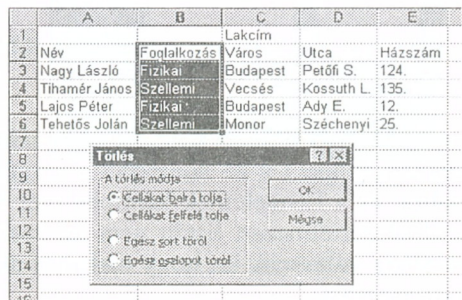 A B C D E
1 Lakcím
2 Név Foglalkozás Város Utca Házszám
3 Nagy László Fizikai Budapest Petőfi S. 124.
4 Tihamér János Szellemi Vecsés Kossuth L. 135.
5 Lajos Péter Fizikai Budapest Ady E. 12.
6 Tehetős Jolán Szellemi Monor Széchenyi 25.
7
8 Törlés ? X
9 A törlés módja
10 Cellákat balra tolja OK
11 Cellákat felfelé tolja Mégse
12
13 Egész sort töröl
14 Egész oszlopot töröl
15